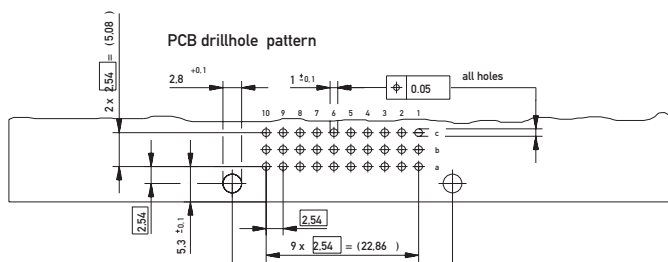 PCB drillhole pattern
2 x 2,54 = (5,08)
2,8 +0,1
1 ±0,1
0.05
all holes
10 9 8 7 6 5 4 3 2 1
c
b
a
2,54
5,3 ±0,1
2,54
9 x 2,54 = (22,86 )